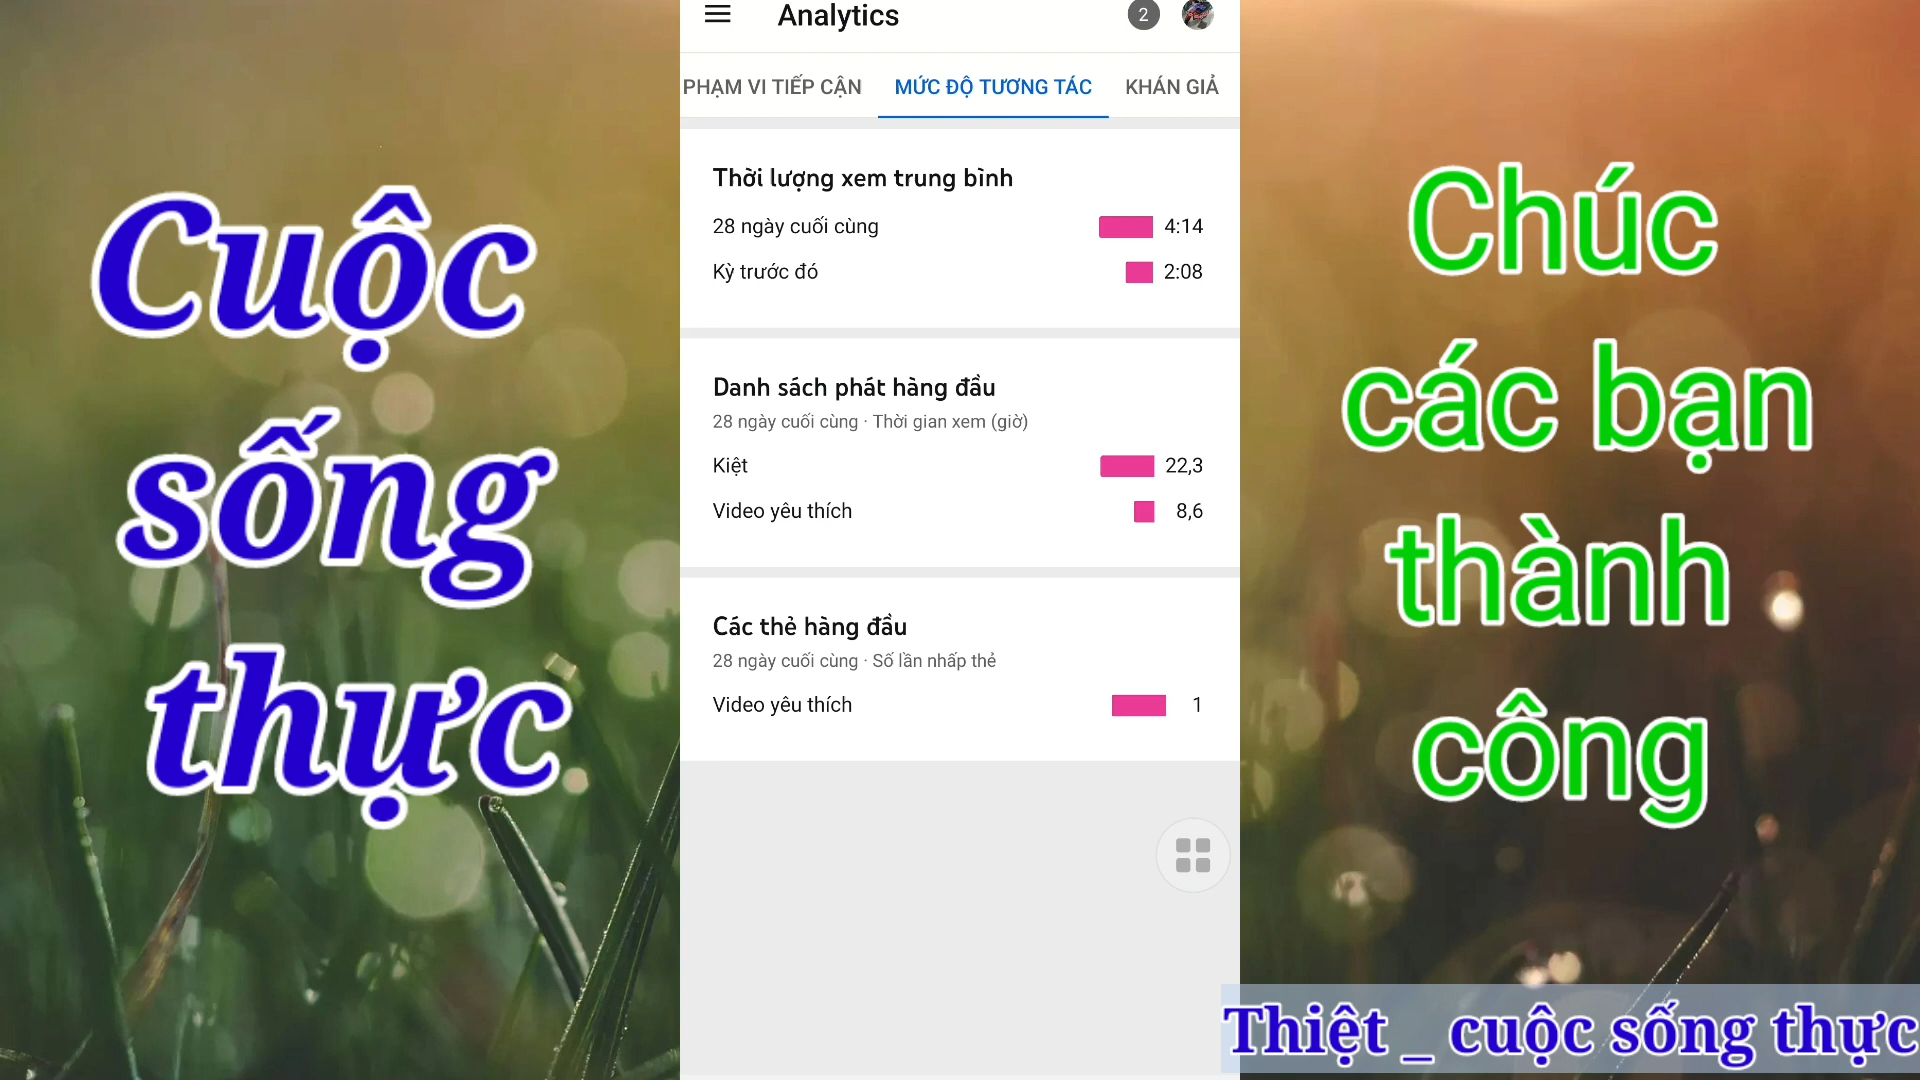 Cuộc
sống
thực
Analytics
2
PHẠM VI TIẾP CẬN
MỨC ĐỘ TƯƠNG TÁC
KHÁN GIẢ
Thời lượng xem trung bình
28 ngày cuối cùng 4:14
Kỳ trước đó 2:08
Danh sách phát hàng đầu
28 ngày cuối cùng · Thời gian xem (giờ)
Kiệt 22,3
Video yêu thích 8,6
Các thẻ hàng đầu
28 ngày cuối cùng · Số lần nhấp thẻ
Video yêu thích 1
Chúc
các bạn
thành
công
Thiệt _ cuộc sống thực